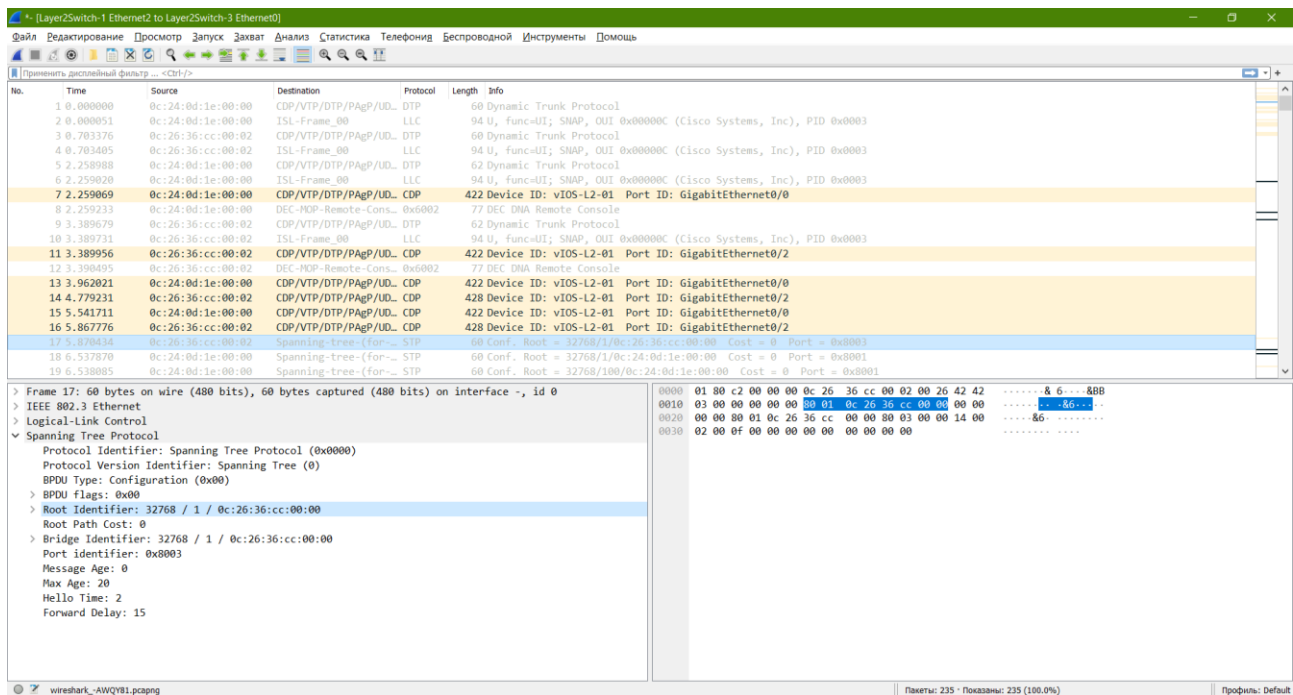 *- [Layer2Switch-1 Ethernet2 to Layer2Switch-3 Ethernet0]
Файл Редактирование Просмотр Запуск Захват Анализ Статистика Телефония Беспроводной Инструменты Помощь
Применить дисплейный фильтр ... <Ctrl-/>
No. Time Source Destination Protocol Length Info
1 0.000000 0c:24:0d:1e:00:00 CDP/VTP/DTP/PAgP/UD… DTP 60 Dynamic Trunk Protocol
2 0.000051 0c:24:0d:1e:00:00 ISL-Frame_00 LLC 94 U, func=UI; SNAP, OUI 0x00000C (Cisco Systems, Inc), PID 0x0003
3 0.703376 0c:26:36:cc:00:02 CDP/VTP/DTP/PAgP/UD… DTP 60 Dynamic Trunk Protocol
4 0.703405 0c:26:36:cc:00:02 ISL-Frame_00 LLC 94 U, func=UI; SNAP, OUI 0x00000C (Cisco Systems, Inc), PID 0x0003
5 2.258988 0c:24:0d:1e:00:00 CDP/VTP/DTP/PAgP/UD… DTP 62 Dynamic Trunk Protocol
6 2.259020 0c:24:0d:1e:00:00 ISL-Frame_00 LLC 94 U, func=UI; SNAP, OUI 0x00000C (Cisco Systems, Inc), PID 0x0003
7 2.259069 0c:24:0d:1e:00:00 CDP/VTP/DTP/PAgP/UD… CDP 422 Device ID: vIOS-L2-01 Port ID: GigabitEthernet0/0
8 2.259233 0c:24:0d:1e:00:00 DEC-MOP-Remote-Cons… 0x6002 77 DEC DNA Remote Console
9 3.389679 0c:26:36:cc:00:02 CDP/VTP/DTP/PAgP/UD… DTP 62 Dynamic Trunk Protocol
10 3.389731 0c:26:36:cc:00:02 ISL-Frame_00 LLC 94 U, func=UI; SNAP, OUI 0x00000C (Cisco Systems, Inc), PID 0x0003
11 3.389956 0c:26:36:cc:00:02 CDP/VTP/DTP/PAgP/UD… CDP 422 Device ID: vIOS-L2-01 Port ID: GigabitEthernet0/2
12 3.390495 0c:26:36:cc:00:02 DEC-MOP-Remote-Cons… 0x6002 77 DEC DNA Remote Console
13 3.962021 0c:24:0d:1e:00:00 CDP/VTP/DTP/PAgP/UD… CDP 422 Device ID: vIOS-L2-01 Port ID: GigabitEthernet0/0
14 4.779231 0c:26:36:cc:00:02 CDP/VTP/DTP/PAgP/UD… CDP 428 Device ID: vIOS-L2-01 Port ID: GigabitEthernet0/2
15 5.541711 0c:24:0d:1e:00:00 CDP/VTP/DTP/PAgP/UD… CDP 422 Device ID: vIOS-L2-01 Port ID: GigabitEthernet0/0
16 5.867776 0c:26:36:cc:00:02 CDP/VTP/DTP/PAgP/UD… CDP 428 Device ID: vIOS-L2-01 Port ID: GigabitEthernet0/2
17 5.870434 0c:26:36:cc:00:02 Spanning-tree-(for-… STP 60 Conf. Root = 32768/1/0c:26:36:cc:00:00 Cost = 0 Port = 0x8003
18 6.537870 0c:24:0d:1e:00:00 Spanning-tree-(for-… STP 60 Conf. Root = 32768/1/0c:24:0d:1e:00:00 Cost = 0 Port = 0x8001
19 6.538085 0c:24:0d:1e:00:00 Spanning-tree-(for-… STP 60 Conf. Root = 32768/100/0c:24:0d:1e:00:00 Cost = 0 Port = 0x8001
> Frame 17: 60 bytes on wire (480 bits), 60 bytes captured (480 bits) on interface -, id 0
> IEEE 802.3 Ethernet
> Logical-Link Control
Spanning Tree Protocol
Protocol Identifier: Spanning Tree Protocol (0x0000)
Protocol Version Identifier: Spanning Tree (0)
BPDU Type: Configuration (0x00)
> BPDU flags: 0x00
> Root Identifier: 32768 / 1 / 0c:26:36:cc:00:00
Root Path Cost: 0
> Bridge Identifier: 32768 / 1 / 0c:26:36:cc:00:00
Port identifier: 0x8003
Message Age: 0
Max Age: 20
Hello Time: 2
Forward Delay: 15
0000 01 80 c2 00 00 00 0c 26 36 cc 00 02 00 26 42 42 ·······& 6····&BB
0010 03 00 00 00 00 00 80 01 0c 26 36 cc 00 00 00 00 ········ ·&6·····
0020 00 00 80 01 0c 26 36 cc 00 00 80 03 00 00 14 00 ·····&6· ········
0030 02 00 0f 00 00 00 00 00 00 00 00 00 ········ ····
wireshark_-AWQY81.pcapng
Пакеты: 235 · Показаны: 235 (100.0%)
Профиль: Default